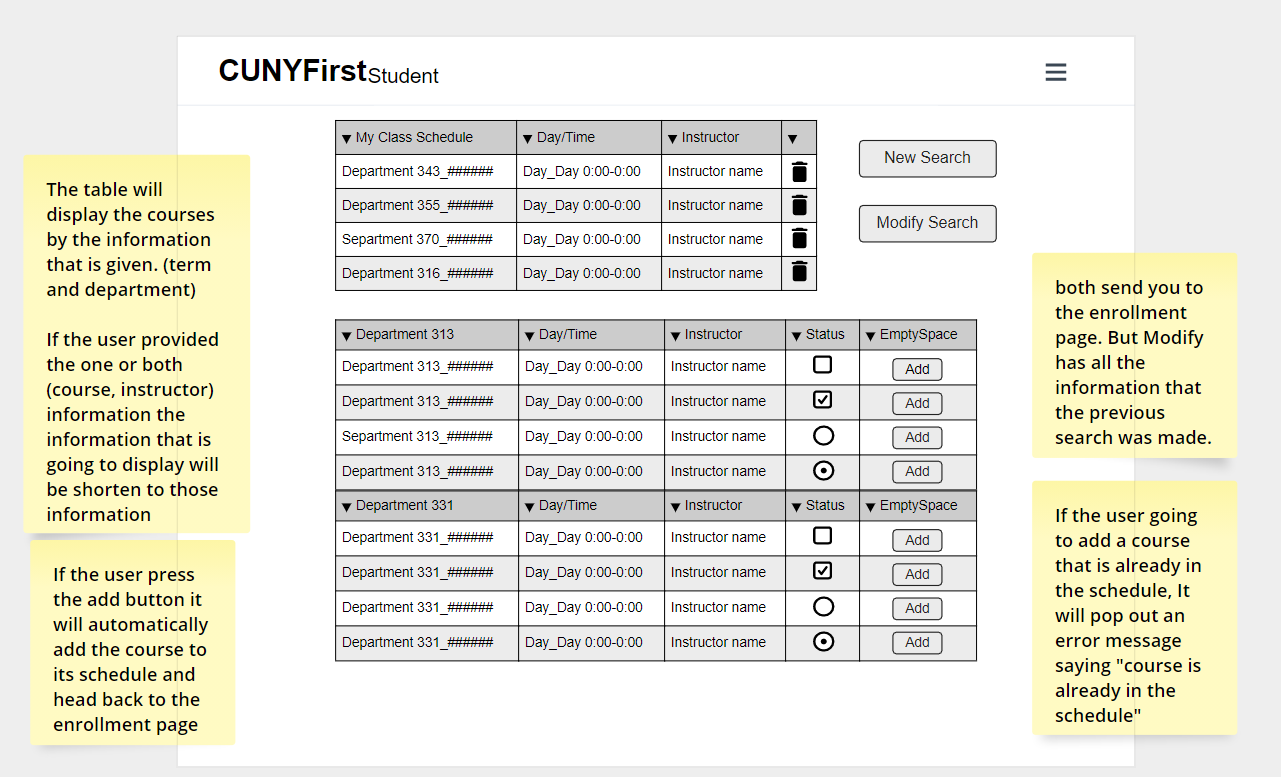 CUNYFirst Student
▼ My Class Schedule ▼ Day/Time ▼ Instructor ▼
Department 343_###### Day_Day 0:00-0:00 Instructor name
Department 355_###### Day_Day 0:00-0:00 Instructor name
Separtment 370_###### Day_Day 0:00-0:00 Instructor name
Department 316_###### Day_Day 0:00-0:00 Instructor name
New Search
Modify Search
▼ Department 313 ▼ Day/Time ▼ Instructor ▼ Status ▼ EmptySpace
Department 313_###### Day_Day 0:00-0:00 Instructor name Add
Department 313_###### Day_Day 0:00-0:00 Instructor name Add
Separtment 313_###### Day_Day 0:00-0:00 Instructor name Add
Department 313_###### Day_Day 0:00-0:00 Instructor name Add
▼ Department 331 ▼ Day/Time ▼ Instructor ▼ Status ▼ EmptySpace
Department 331_###### Day_Day 0:00-0:00 Instructor name Add
Department 331_###### Day_Day 0:00-0:00 Instructor name Add
Department 331_###### Day_Day 0:00-0:00 Instructor name Add
Department 331_###### Day_Day 0:00-0:00 Instructor name Add
The table will
display the courses
by the information
that is given. (term
and department)
If the user provided
the one or both
(course, instructor)
information the
information that is
going to display will
be shorten to those
information
If the user press
the add button it
will automatically
add the course to
its schedule and
head back to the
enrollment page
both send you to
the enrollment
page. But Modify
has all the
information that
the previous
search was made.
If the user going
to add a course
that is already in
the schedule, It
will pop out an
error message
saying "course is
already in the
schedule"